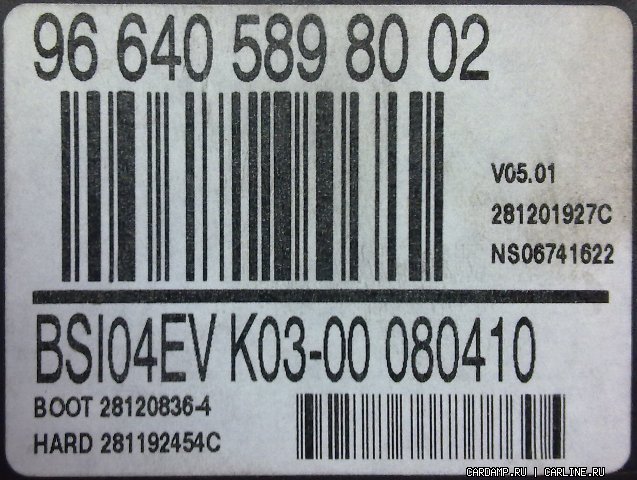 96 640 589 80 02
V05.01
281201927C
NS06741622
BSI04EV K03-00 080410
BOOT 28120836-4
HARD 281192454C
CARDAMP.RU | CARLINE.RU